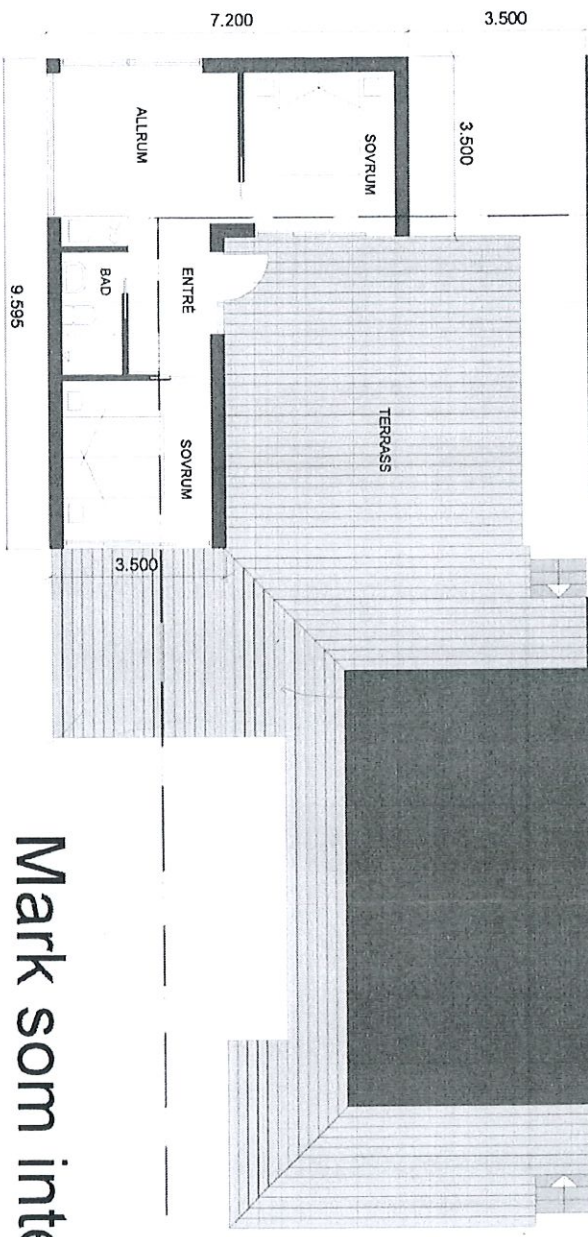 7.200
3.500
3.500
SOVRUM
ALLRUM
BAD
ENTRÉ
TERRASS
SOVRUM
9.595
3.500
Mark som inte